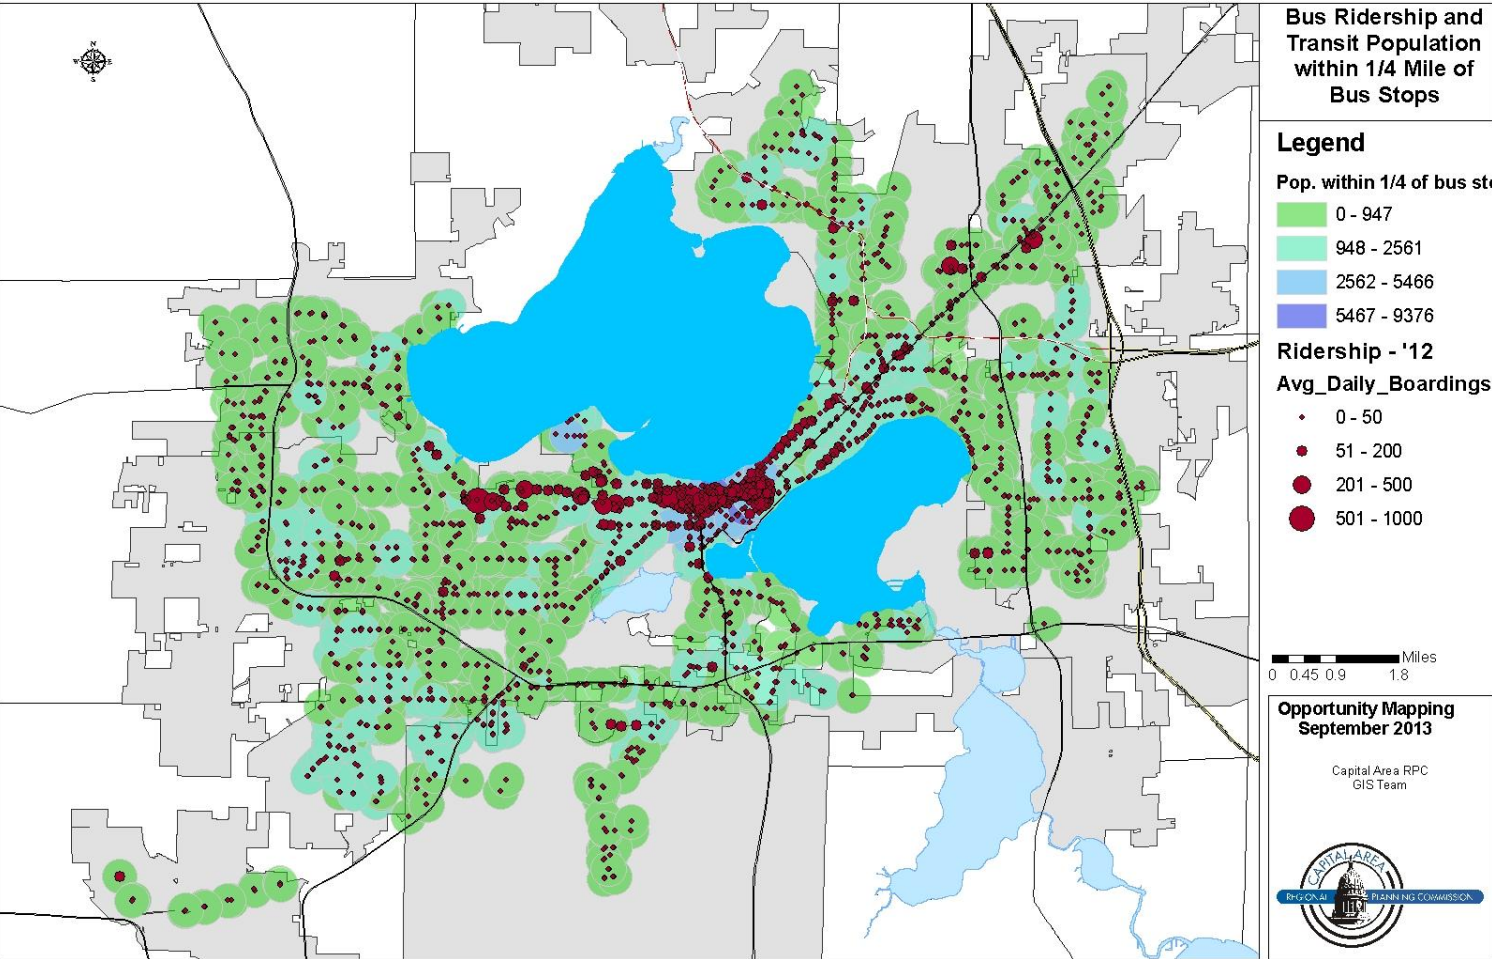 Bus Ridership and
Transit Population
within 1/4 Mile of
Bus Stops
N
W E
S
Legend
Pop. within 1/4 of bus sto
0 - 947
948 - 2561
2562 - 5466
5467 - 9376
Ridership - '12
Avg_Daily_Boardings
0 - 50
51 - 200
201 - 500
501 - 1000
Miles
0 0.45 0.9 1.8
Opportunity Mapping
September 2013
Capital Area RPC
GIS Team
CAPITAL AREA
REGIONAL PLANNING COMMISSION